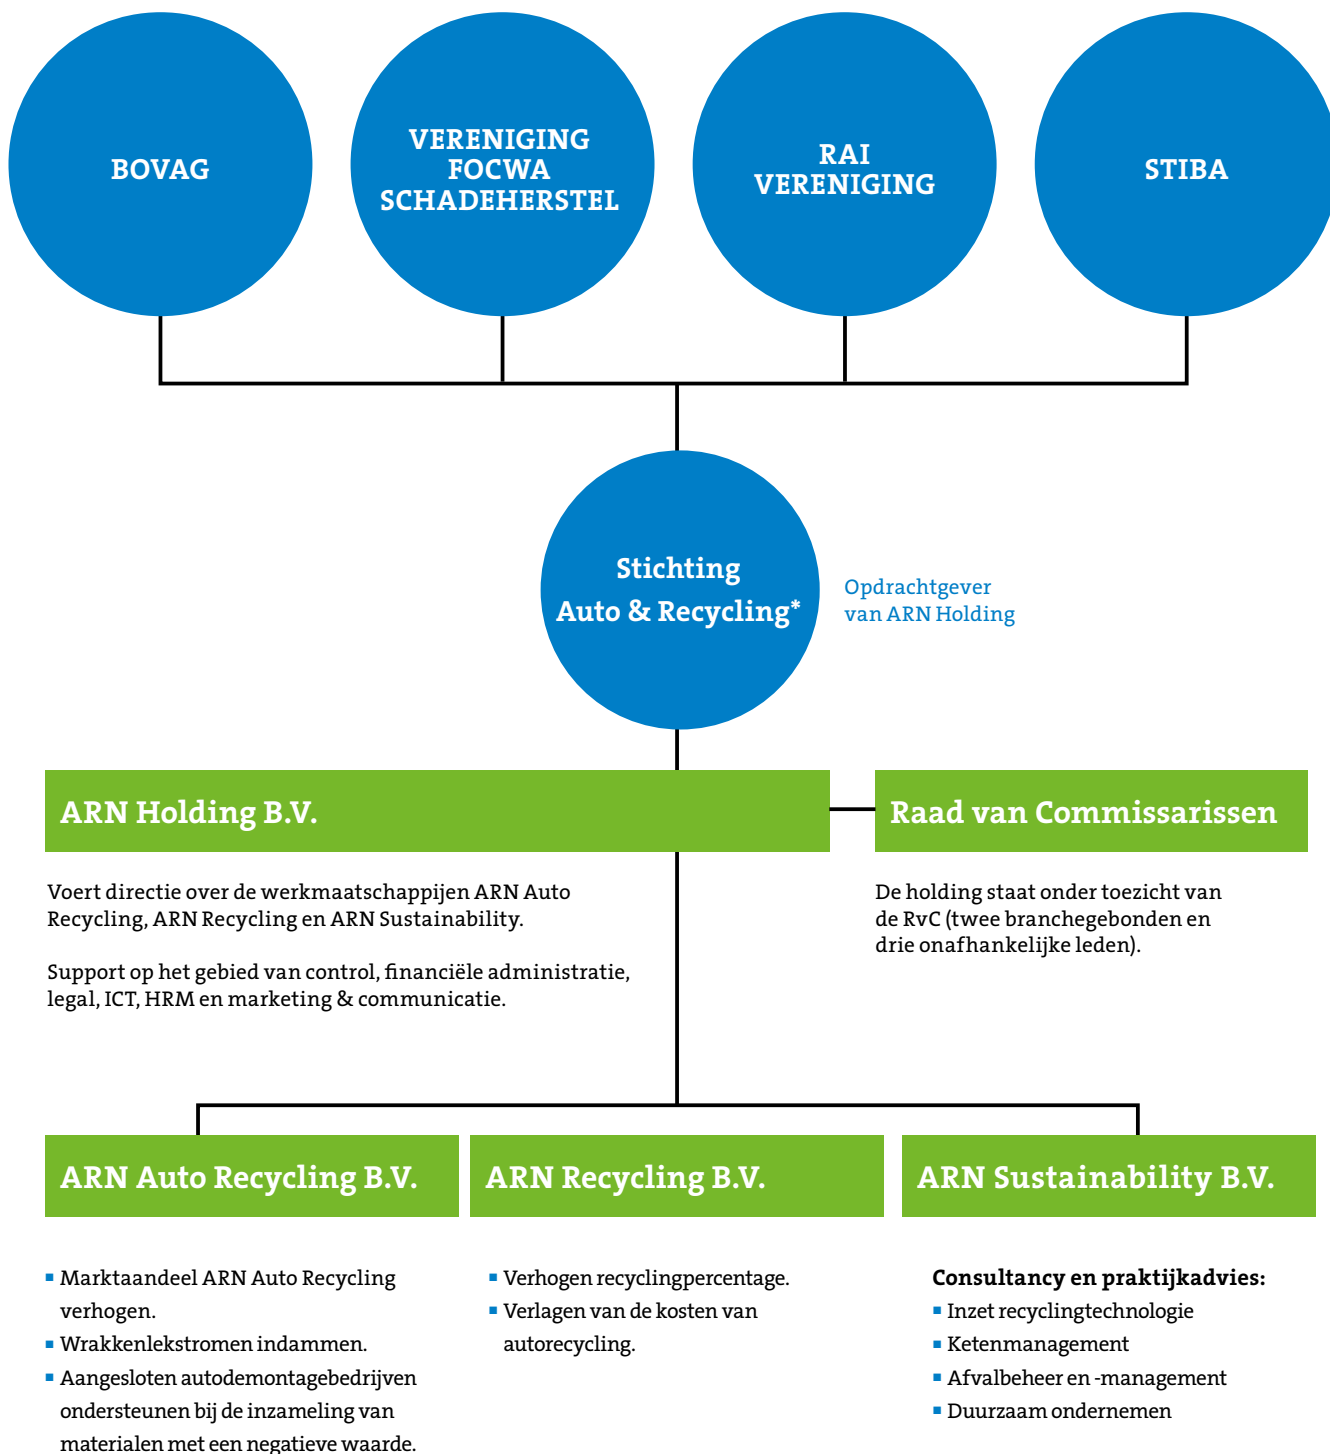 BOVAG
VERENIGING
FOCWA
SCHADEHERSTEL
RAI
VERENIGING
STIBA
Stichting
Auto & Recycling*
Opdrachtgever
van ARN Holding
ARN Holding B.V.
Raad van Commissarissen
Voert directie over de werkmaatschappijen ARN Auto
Recycling, ARN Recycling en ARN Sustainability.
Support op het gebied van control, financiële administratie,
legal, ICT, HRM en marketing & communicatie.
De holding staat onder toezicht van
de RvC (twee branchegebonden en
drie onafhankelijke leden).
ARN Auto Recycling B.V.
ARN Recycling B.V.
ARN Sustainability B.V.
▪ Marktaandeel ARN Auto Recycling
verhogen.
▪ Wrakkenlekstromen indammen.
▪ Aangesloten autodemontagebedrijven
ondersteunen bij de inzameling van
materialen met een negatieve waarde.
▪ Verhogen recyclingpercentage.
▪ Verlagen van de kosten van
autorecycling.
Consultancy en praktijkadvies:
▪ Inzet recyclingtechnologie
▪ Ketenmanagement
▪ Afvalbeheer en -management
▪ Duurzaam ondernemen